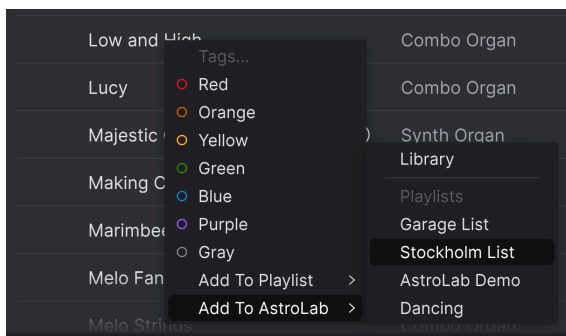 Low and High
Combo Organ
Tags...
Red
Lucy
Combo Organ
Orange
Majestic
)
Synth Organ
Yellow
Library
Green
Making
Playlists
Blue
Marimbe
Purple
Garage List
Gray
Stockholm List
Melo Fan
Add To Playlist >
AstroLab Demo
Add To AstroLab >
Dancing
Melo Strings
Combo Organ